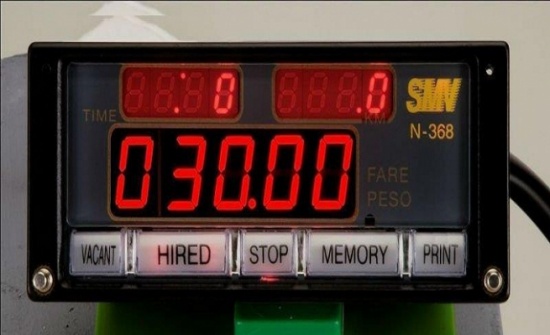 0 .0 SMV
TIME KM
N-368
030.00 FARE
PESO
VACANT HIRED STOP MEMORY PRINT